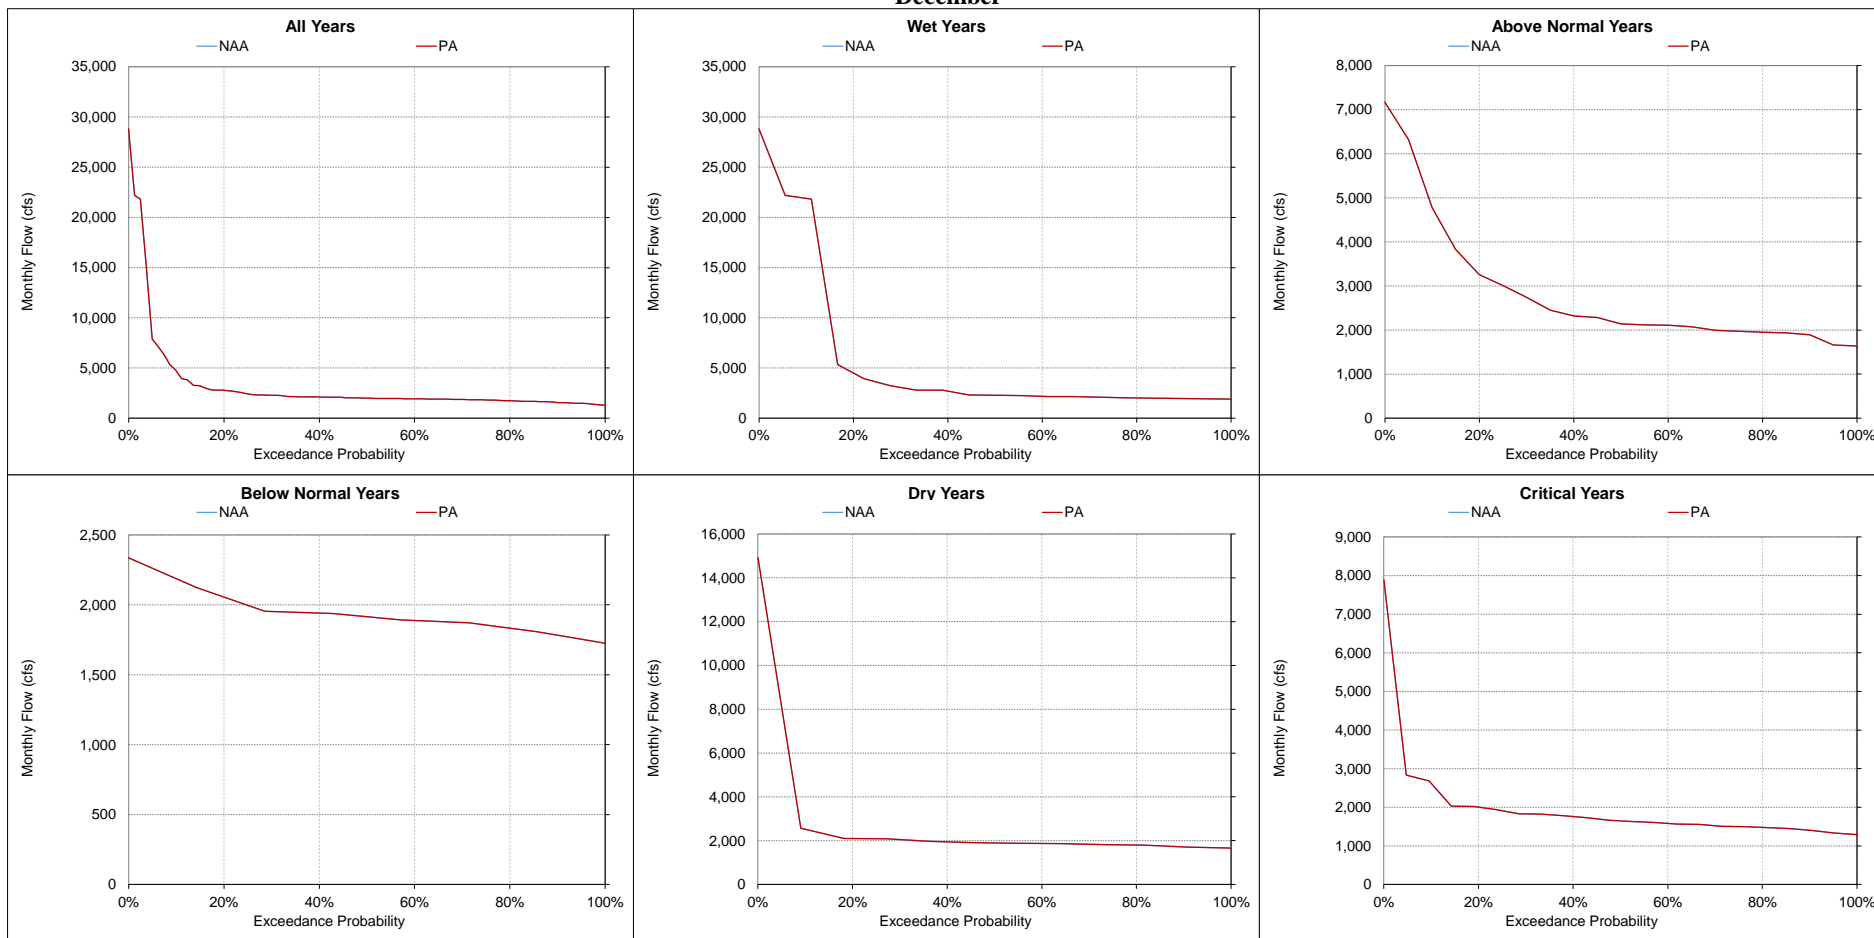 December
All Years
NAA PA
35,000
30,000
25,000
20,000
15,000
10,000
5,000
0
Monthly Flow (cfs)
0% 20% 40% 60% 80% 100%
Exceedance Probability
Wet Years
NAA PA
35,000
30,000
25,000
20,000
15,000
10,000
5,000
0
Monthly Flow (cfs)
0% 20% 40% 60% 80% 100%
Exceedance Probability
Above Normal Years
NAA PA
8,000
7,000
6,000
5,000
4,000
3,000
2,000
1,000
0
Monthly Flow (cfs)
0% 20% 40% 60% 80% 100%
Exceedance Probability
Below Normal Years
NAA PA
2,500
2,000
1,500
1,000
500
0
Monthly Flow (cfs)
0% 20% 40% 60% 80% 100%
Exceedance Probability
Dry Years
NAA PA
16,000
14,000
12,000
10,000
8,000
6,000
4,000
2,000
0
Monthly Flow (cfs)
0% 20% 40% 60% 80% 100%
Exceedance Probability
Critical Years
NAA PA
9,000
8,000
7,000
6,000
5,000
4,000
3,000
2,000
1,000
0
Monthly Flow (cfs)
0% 20% 40% 60% 80% 100%
Exceedance Probability